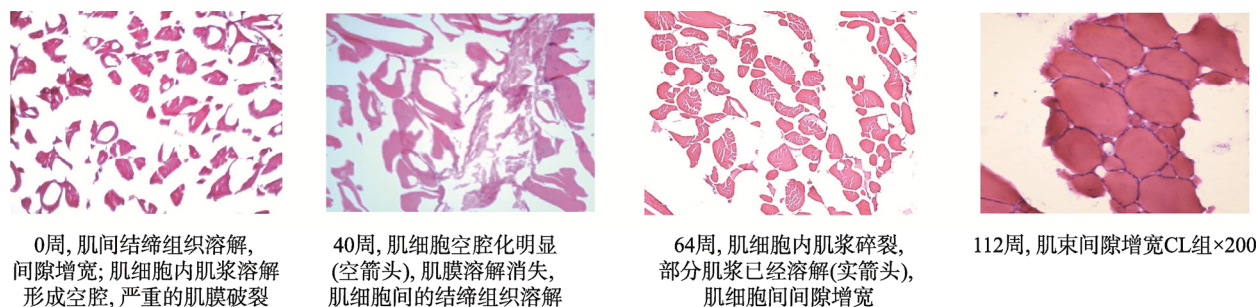 0周, 肌间结缔组织溶解,
间隙增宽; 肌细胞内肌浆溶解
形成空腔, 严重的肌膜破裂
40周, 肌细胞空腔化明显
(空箭头), 肌膜溶解消失,
肌细胞间的结缔组织溶解
64周, 肌细胞内肌浆碎裂,
部分肌浆已经溶解(实箭头),
肌细胞间间隙增宽
112周, 肌束间隙增宽CL组×200